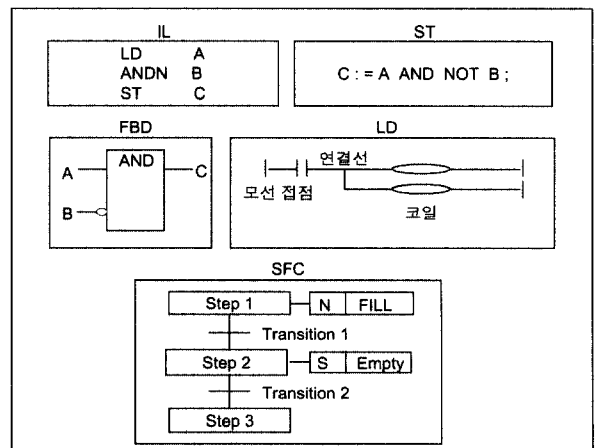 IL
LD A
ANDN B
ST C
ST
C : = A AND NOT B ;
FBD
AND
A
C
B
LD
연결선
모선 접점
코일
SFC
Step 1
N FILL
Transition 1
Step 2
S Empty
Transition 2
Step 3